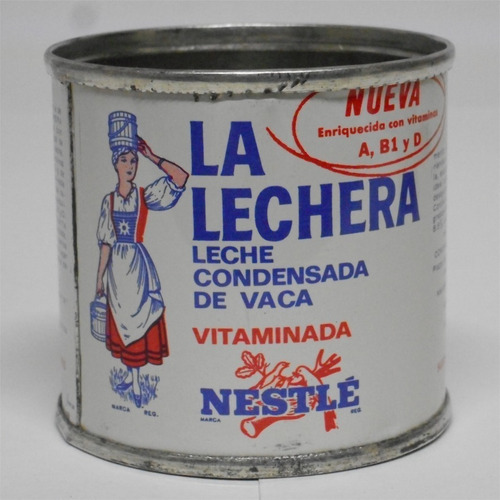 NUEVA
Enriquecida con vitaminas
A, B1 y D
LA
LECHERA
LECHE
CONDENSADA
DE VACA
VITAMINADA
NESTLÉ
MARCA REG.
MARCA REG.